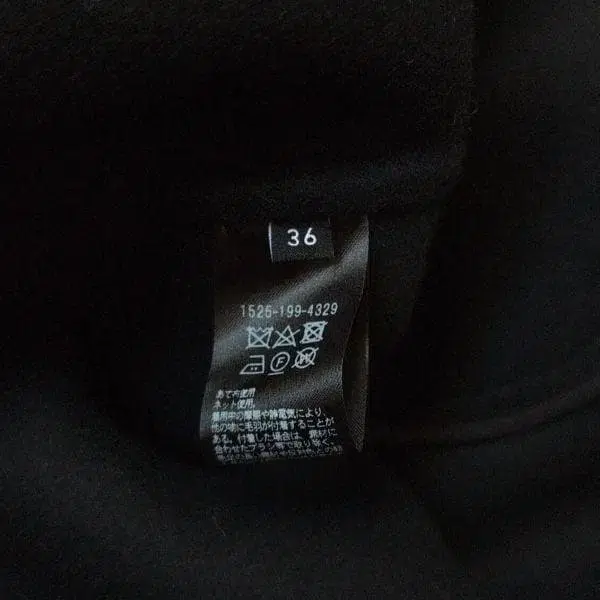 36
1525-199-4329
F
W
あて布使用
ネット使用。
着用中の摩擦や静電気により、
他の物に毛羽が付着することが
ある。付着した場合は、素材に
合わせたブラシ等で取り除く。